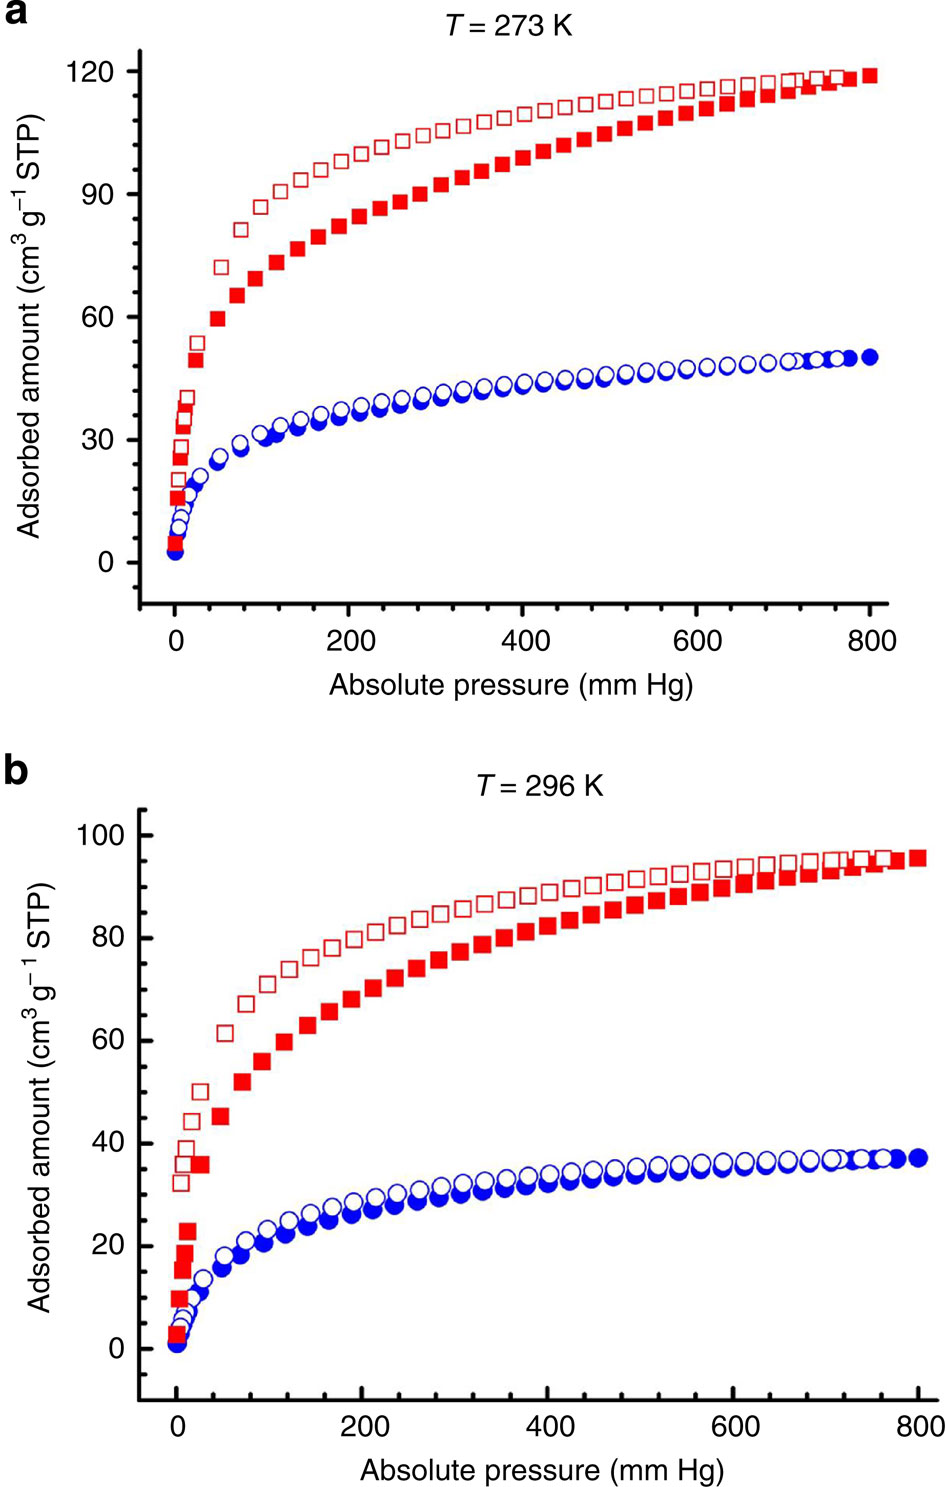 a
T = 273 K
120
90
60
30
0
Adsorbed amount (cm³ g⁻¹ STP)
0 200 400 600 800
Absolute pressure (mm Hg)
b
T = 296 K
100
80
60
40
20
0
Adsorbed amount (cm³ g⁻¹ STP)
0 200 400 600 800
Absolute pressure (mm Hg)